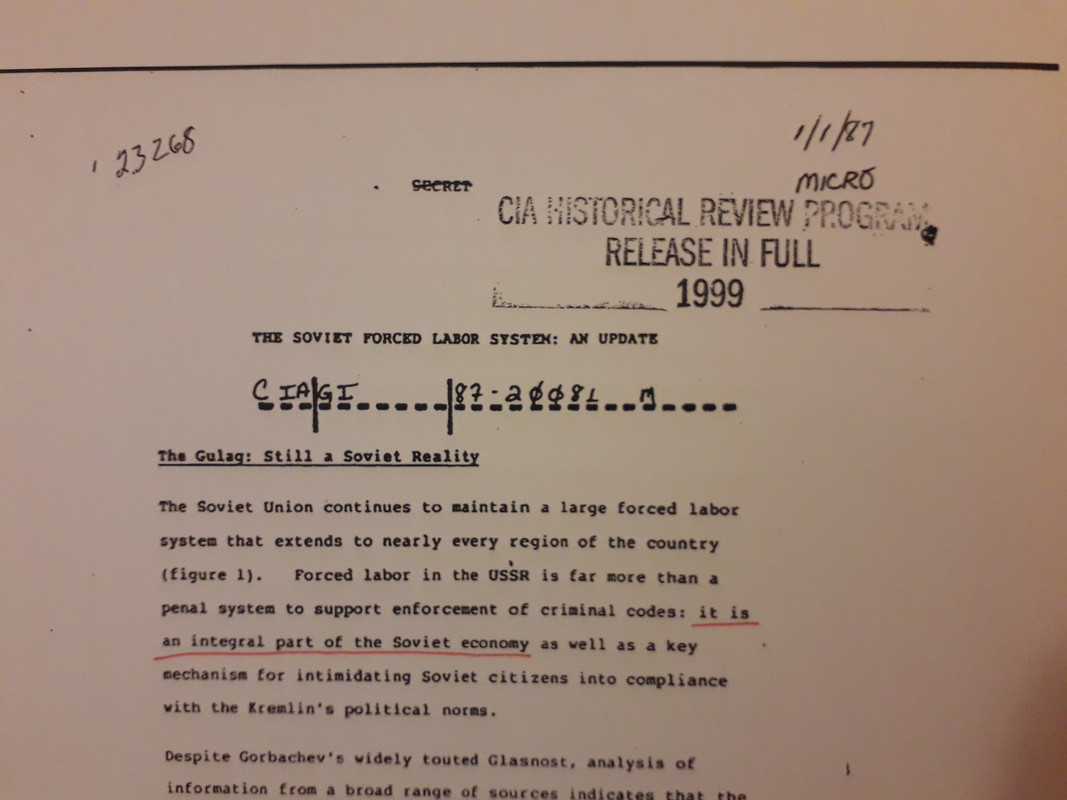 23268
1/1/87
MICRO
SECRET
CIA HISTORICAL REVIEW PROGRAM
RELEASE IN FULL
1999
THE SOVIET FORCED LABOR SYSTEM: AN UPDATE
CIA GI 87-20081 M
The Gulag: Still a Soviet Reality
The Soviet Union continues to maintain a large forced labor
system that extends to nearly every region of the country
(figure 1). Forced labor in the USSR is far more than a
penal system to support enforcement of criminal codes: it is
an integral part of the Soviet economy as well as a key
mechanism for intimidating Soviet citizens into compliance
with the Kremlin's political norms.
Despite Gorbachev's widely touted Glasnost, analysis of
information from a broad range of sources indicates that the